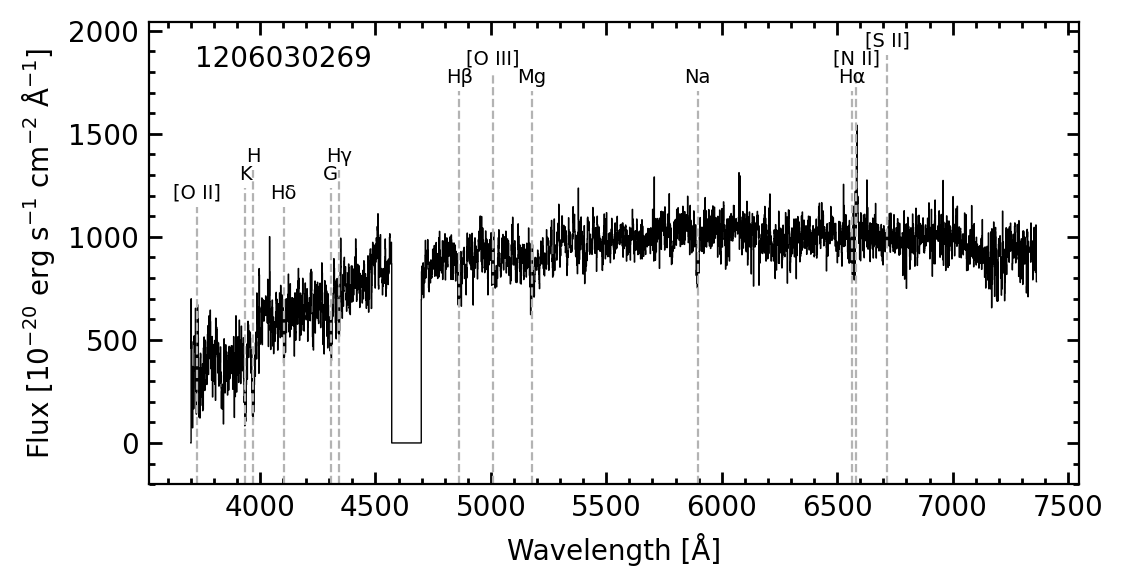 1206030269
[S II]
[O III]
[N II]
Hβ
Mg
Na
Hα
H
Hγ
K
G
[O II]
Hδ
2000
1500
1000
500
0
Flux [10⁻²⁰ erg s⁻¹ cm⁻² Å⁻¹]
4000 4500 5000 5500 6000 6500 7000 7500
Wavelength [Å]